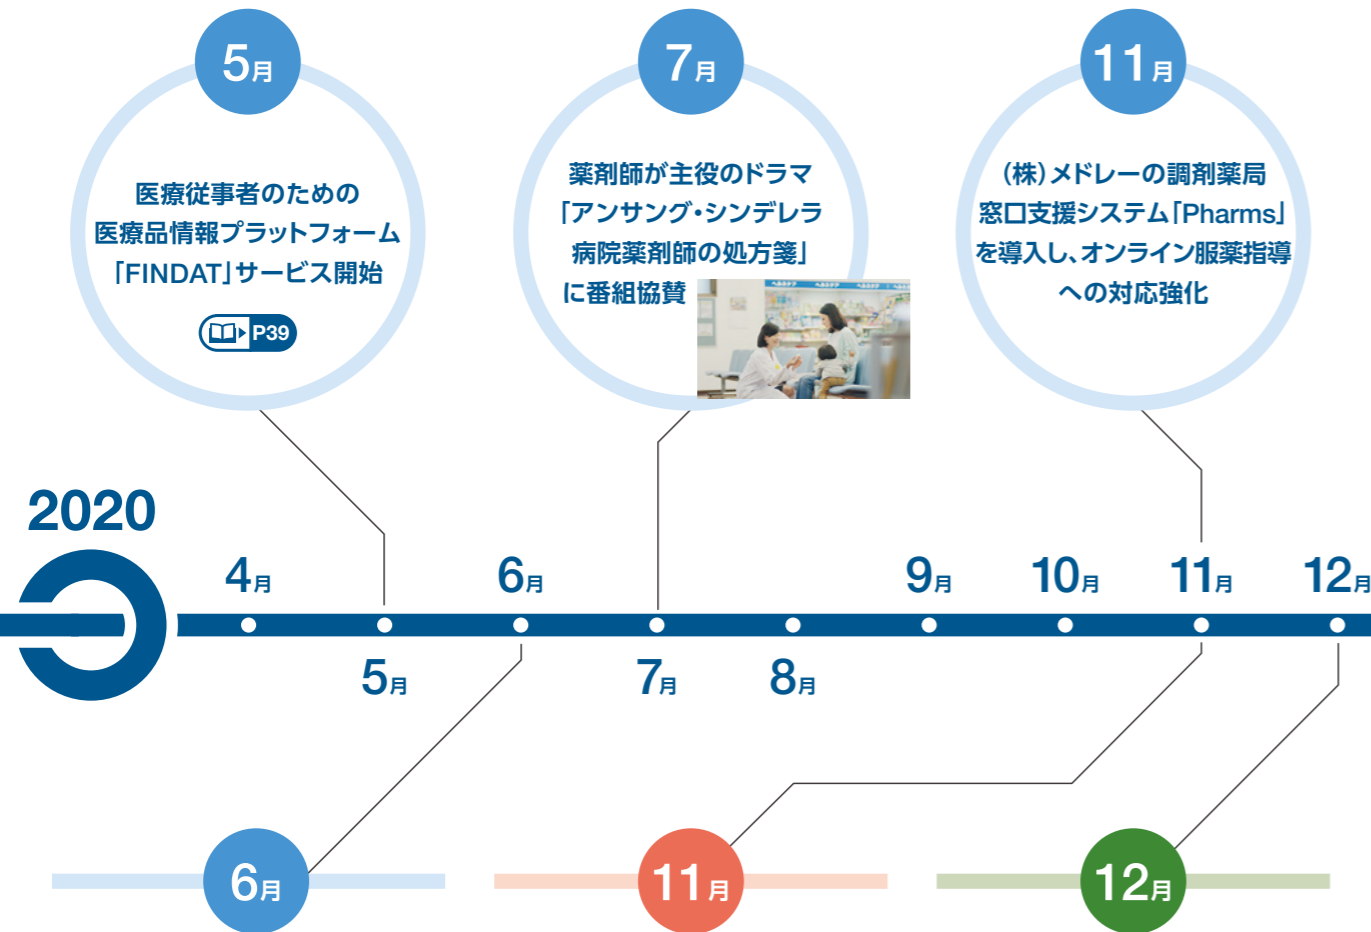 5月
医療従事者のための
医療品情報プラットフォーム
「FINDAT」サービス開始
P39
7月
薬剤師が主役のドラマ
「アンサング・シンデレラ
病院薬剤師の処方箋」
に番組協賛
11月
(株)メドレーの調剤薬局
窓口支援システム「Pharms」
を導入し、オンライン服薬指導
への対応強化
2020
4月
5月
6月
7月
8月
9月
10月
11月
12月
6月
11月
12月